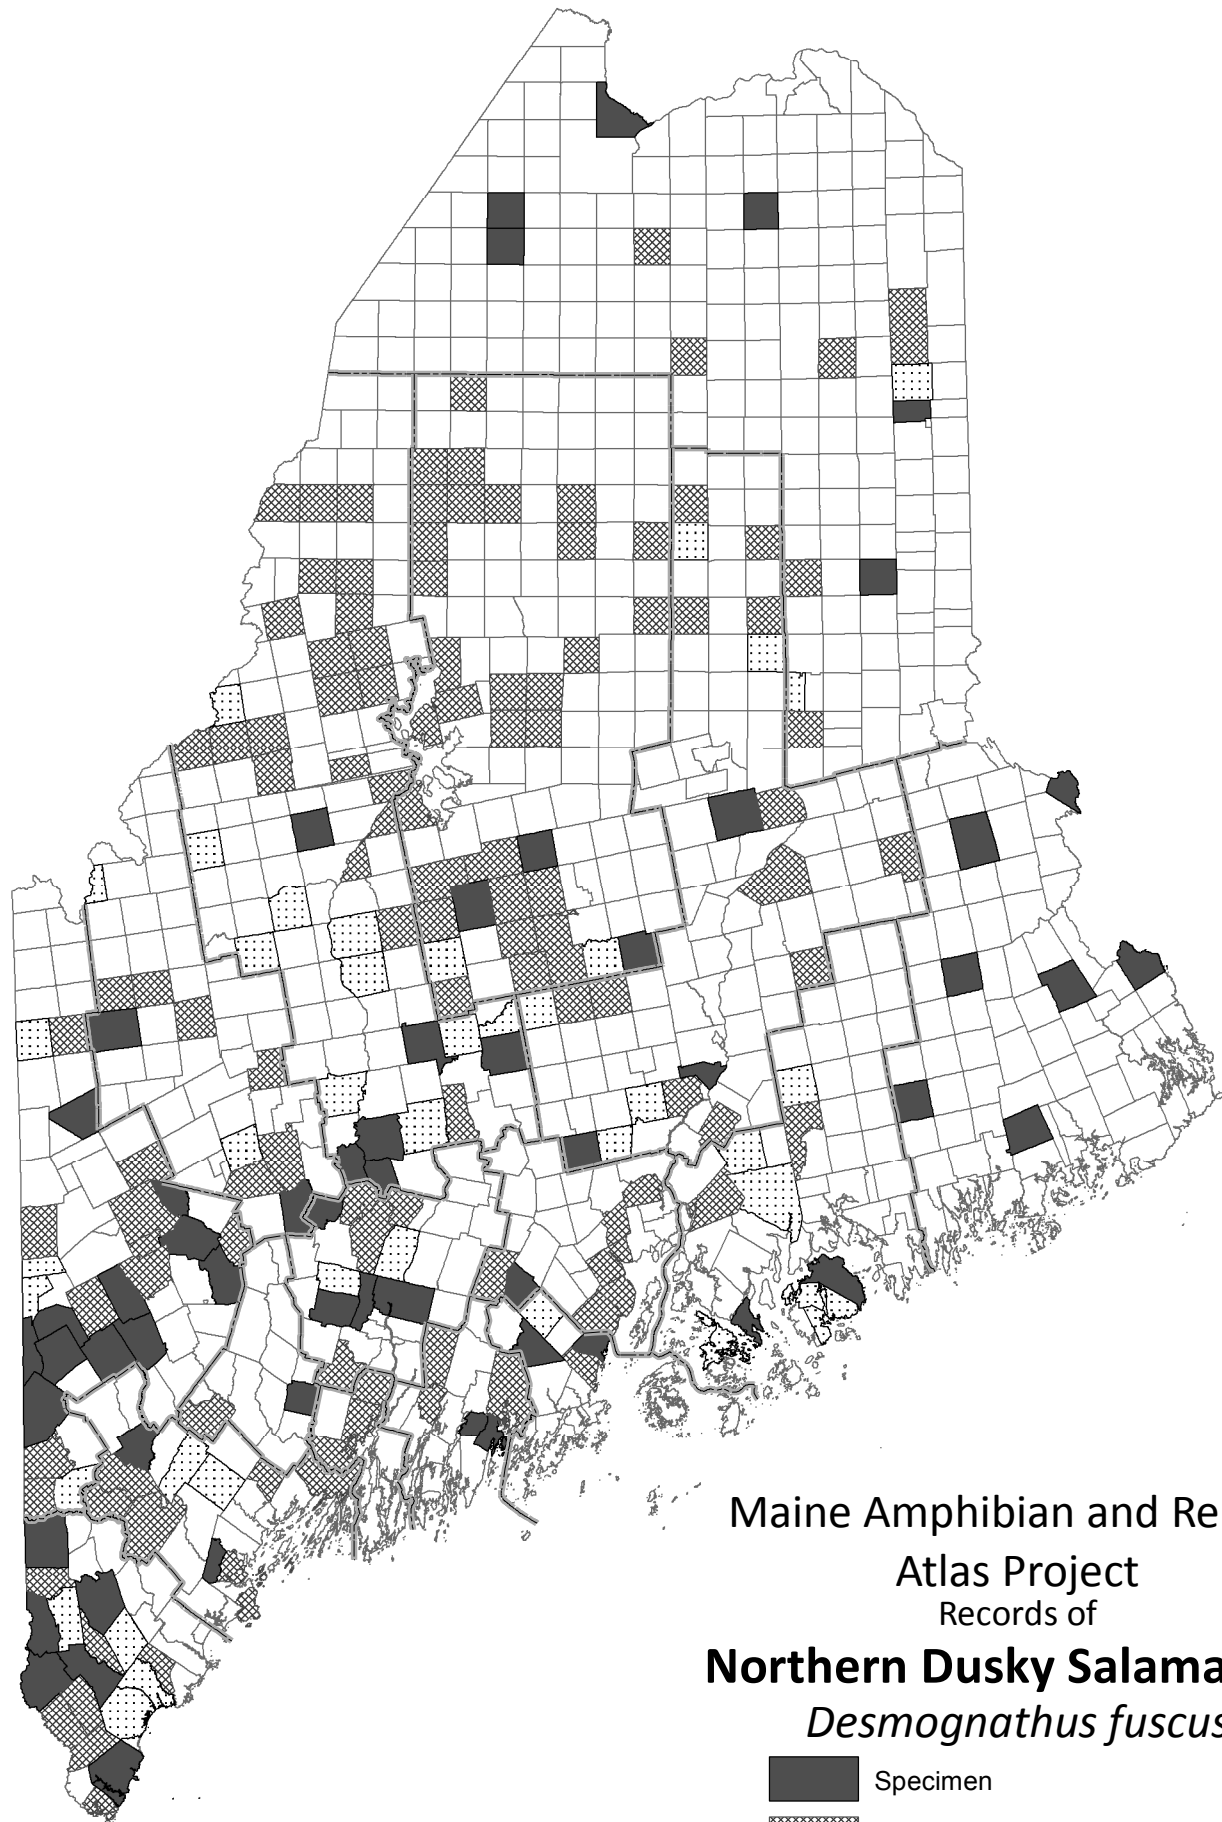 Maine Amphibian and Re
Atlas Project
Records of
Northern Dusky Salama
Desmognathus fuscus
Specimen